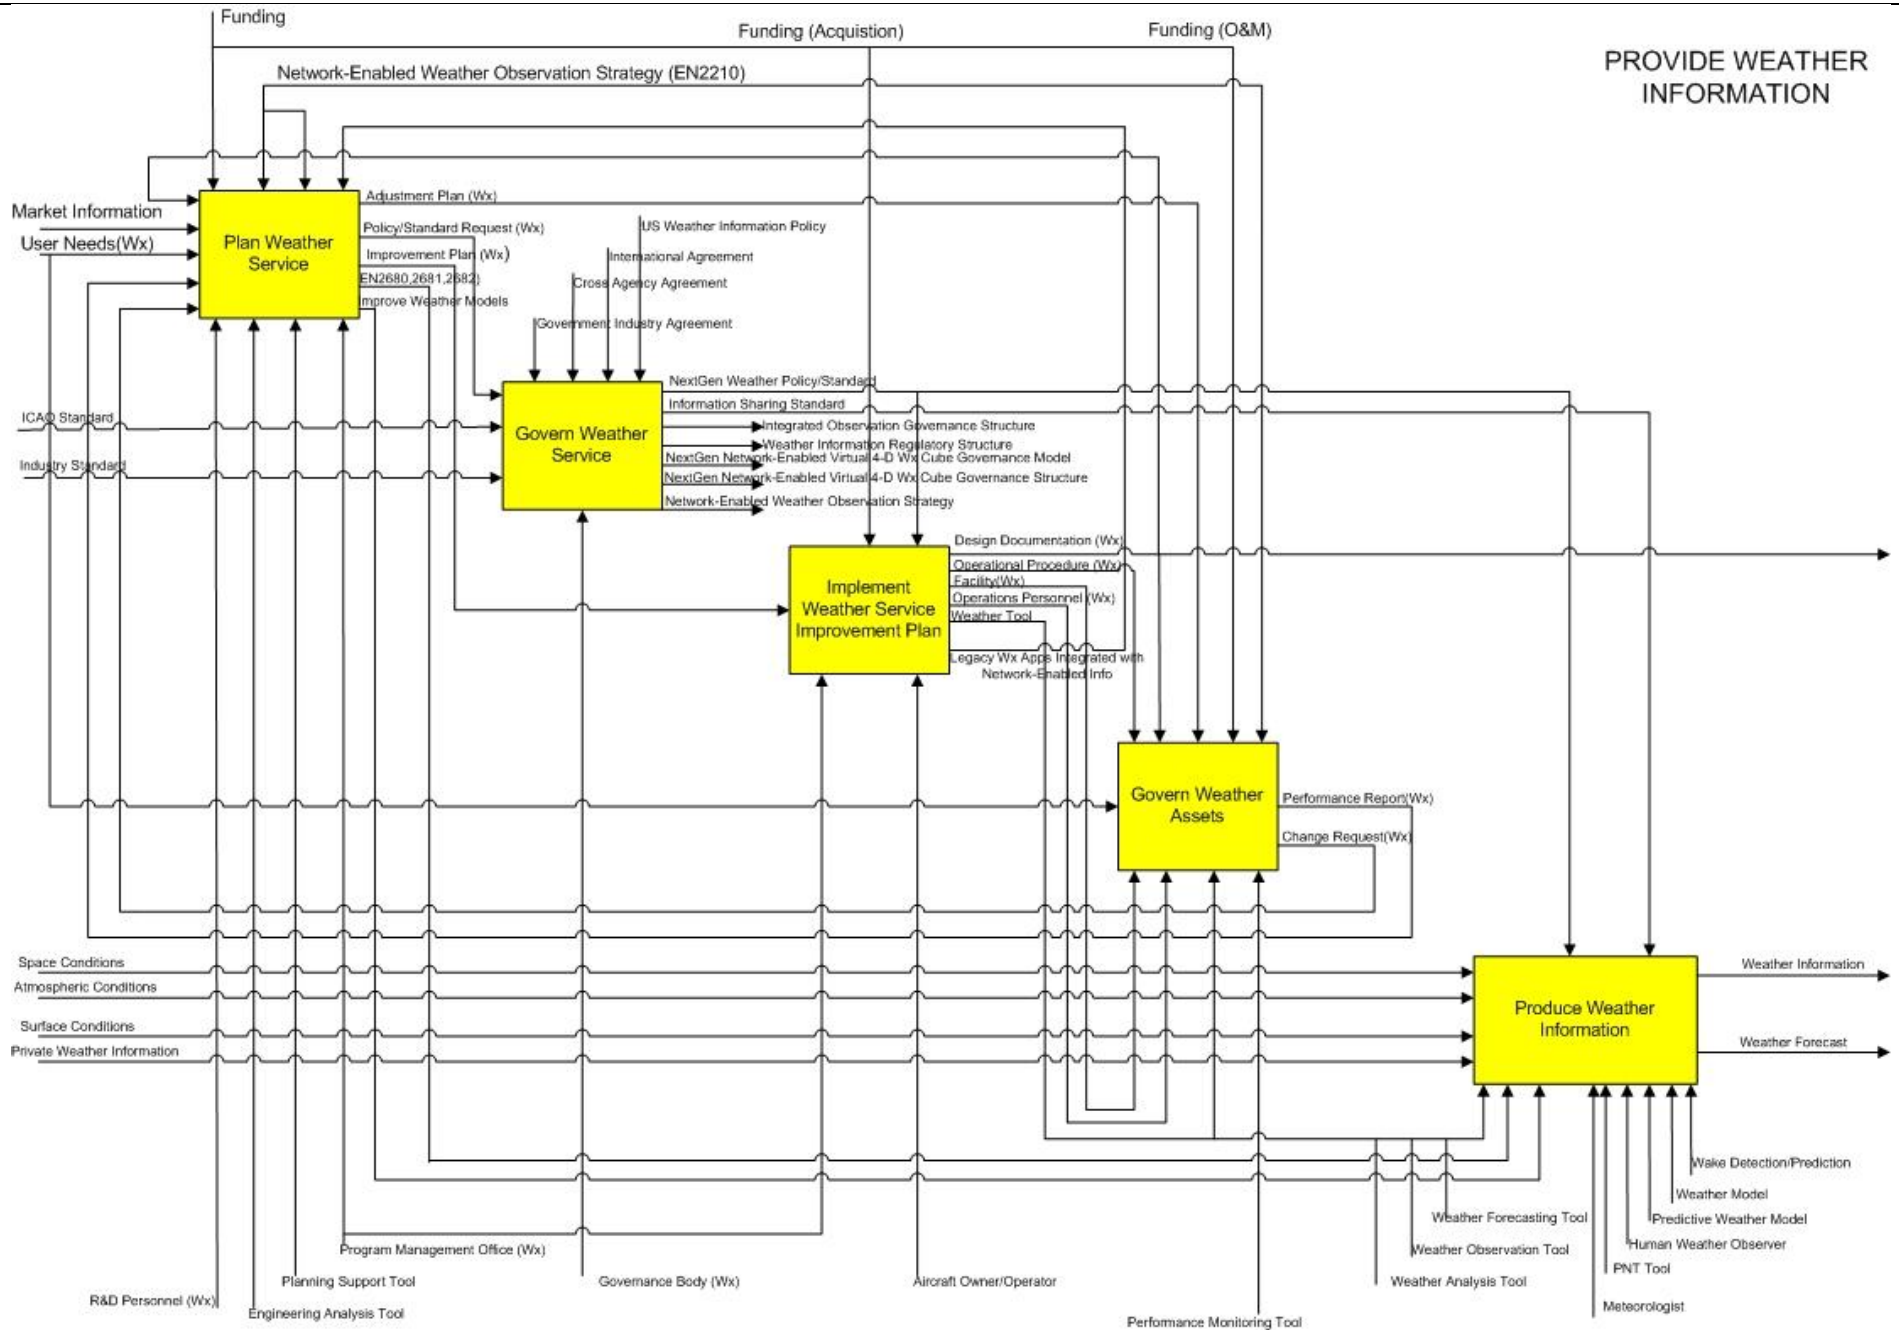 Funding
Funding (Acquistion)
Funding (O&M)
PROVIDE WEATHER
INFORMATION
Network-Enabled Weather Observation Strategy (EN2210)
Market Information
User Needs(Wx)
Plan Weather
Service
Adjustment Plan (Wx)
Policy/Standard Request (Wx)
Improvement Plan (Wx)
EN2680,2681,2682)
Improve Weather Models
US Weather Information Policy
International Agreement
Cross Agency Agreement
Government Industry Agreement
ICAO Standard
Industry Standard
Govern Weather
Service
NextGen Weather Policy/Standard
Information Sharing Standard
Integrated Observation Governance Structure
Weather Information Regulatory Structure
NextGen Network-Enabled Virtual 4-D Wx Cube Governance Model
NextGen Network-Enabled Virtual 4-D Wx Cube Governance Structure
Network-Enabled Weather Observation Strategy
Implement
Weather Service
Improvement Plan
Design Documentation (Wx)
Operational Procedure (Wx)
Facility(Wx)
Operations Personnel (Wx)
Weather Tool
Legacy Wx Apps Integrated with
Network-Enabled Info
Govern Weather
Assets
Performance Report(Wx)
Change Request(Wx)
Space Conditions
Atmospheric Conditions
Surface Conditions
Private Weather Information
Produce Weather
Information
Weather Information
Weather Forecast
Wake Detection/Prediction
Weather Model
Predictive Weather Model
Human Weather Observer
PNT Tool
Meteorologist
Weather Forecasting Tool
Weather Observation Tool
Weather Analysis Tool
Performance Monitoring Tool
Aircraft Owner/Operator
Governance Body (Wx)
Program Management Office (Wx)
Planning Support Tool
Engineering Analysis Tool
R&D Personnel (Wx)